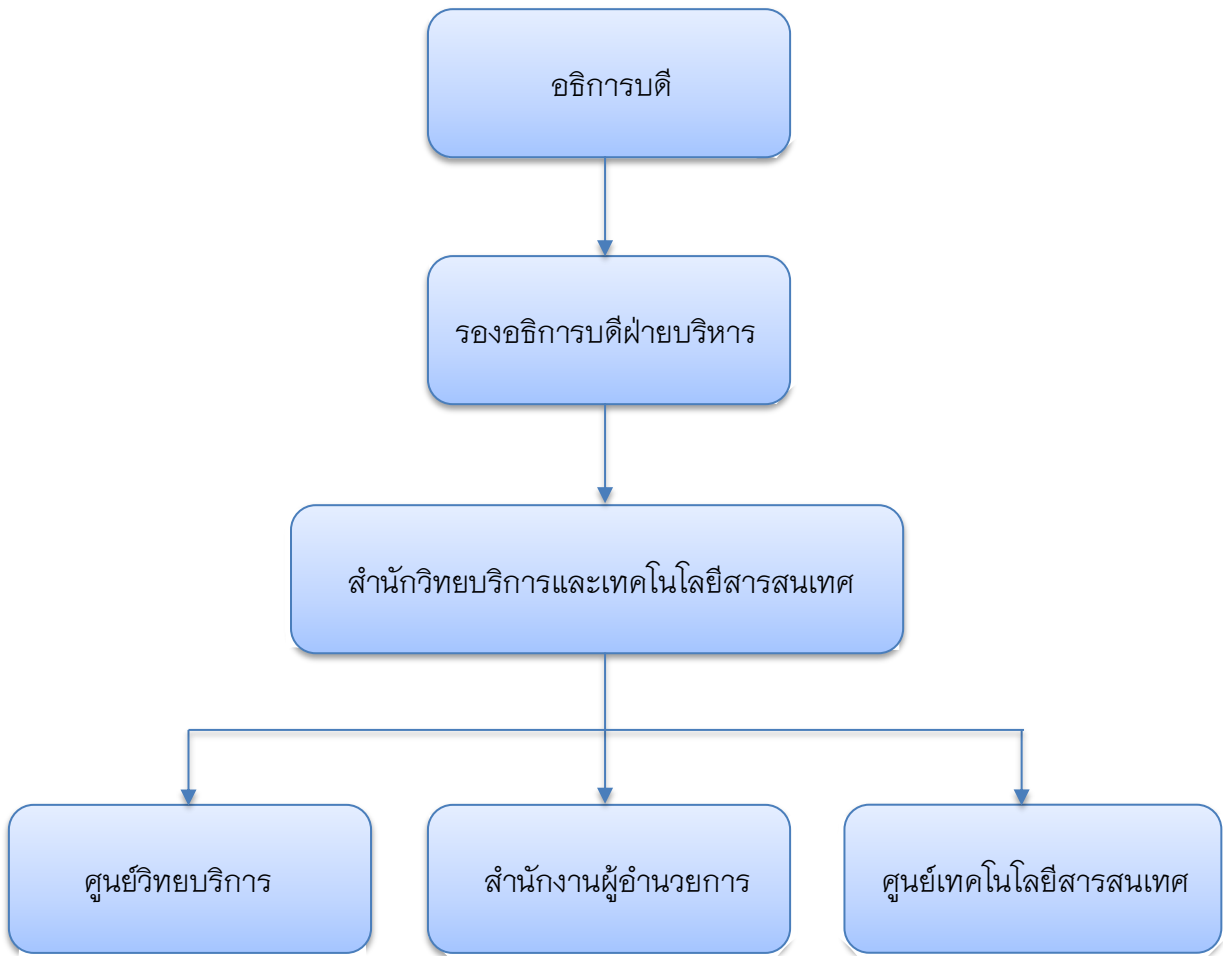 อธิการบดี
รองอธิการบดีฝ่ายบริหาร
สำนักวิทยบริการและเทคโนโลยีสารสนเทศ
ศูนย์วิทยบริการ
สำนักงานผู้อำนวยการ
ศูนย์เทคโนโลยีสารสนเทศ